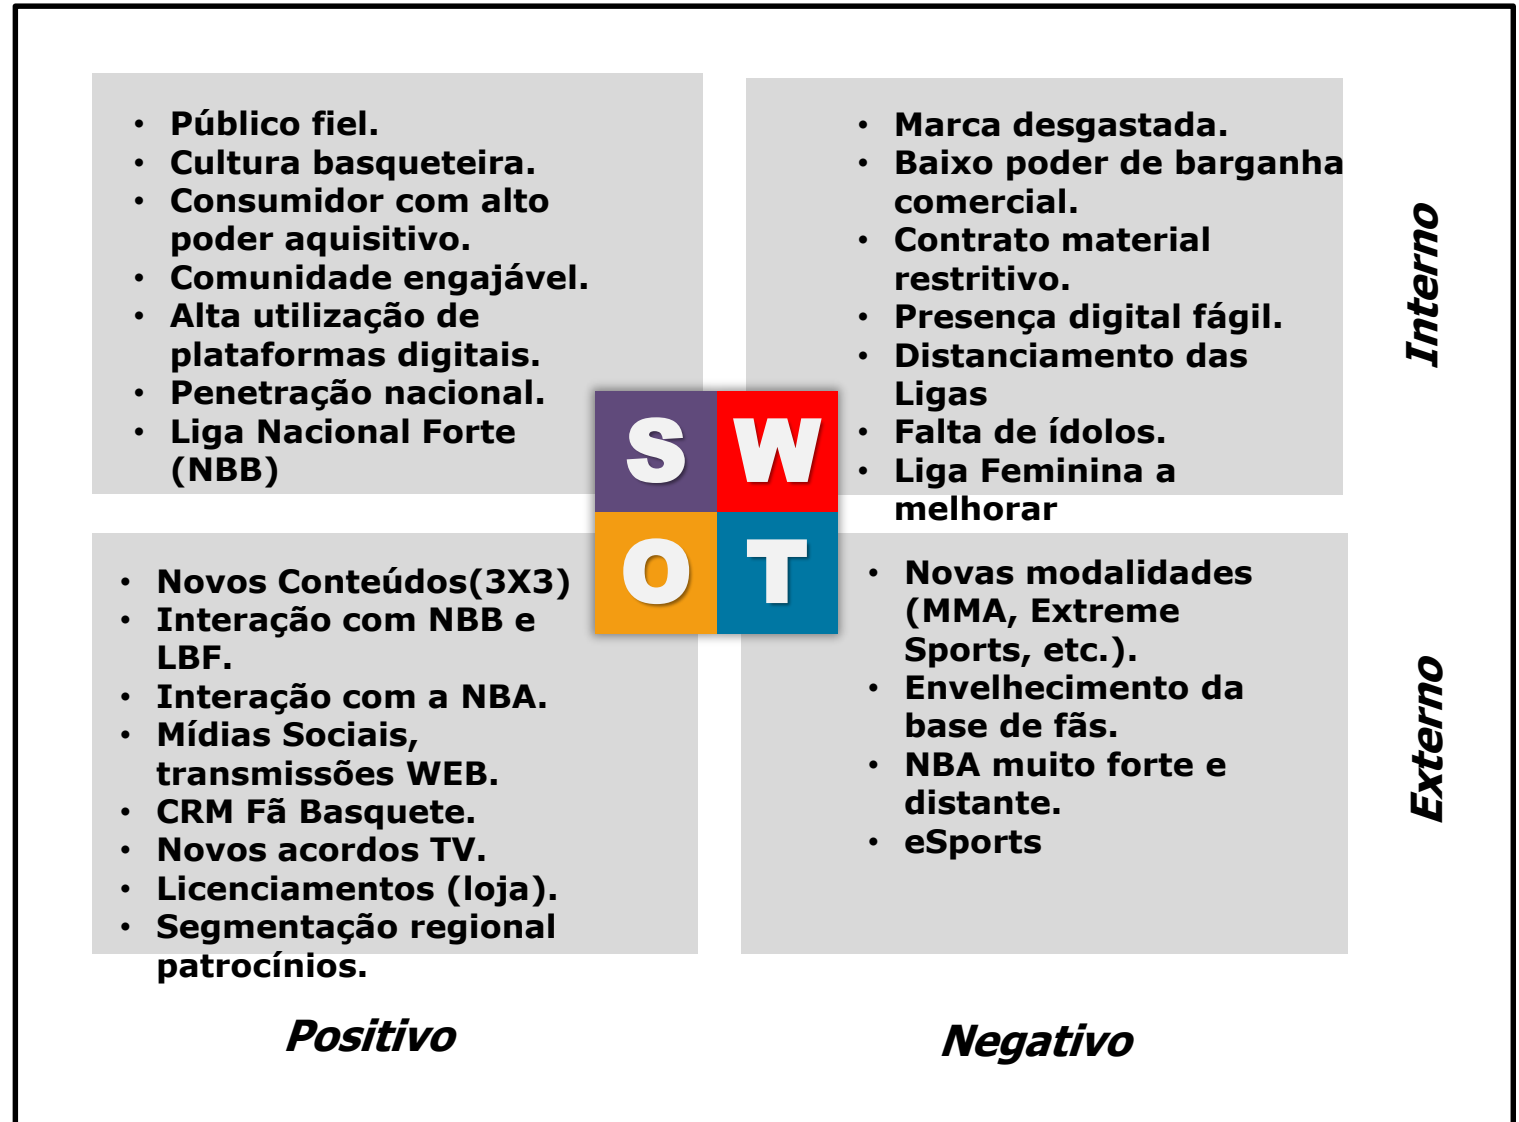 • Público fiel.
• Cultura basqueteira.
• Consumidor com alto
poder aquisitivo.
• Comunidade engajável.
• Alta utilização de
plataformas digitais.
• Penetração nacional.
• Liga Nacional Forte
(NBB)
• Marca desgastada.
• Baixo poder de barganha
comercial.
• Contrato material
restritivo.
• Presença digital fágil.
• Distanciamento das
Ligas
• Falta de ídolos.
• Liga Feminina a
melhorar
Interno
S W
O T
• Novos Conteúdos(3X3)
• Interação com NBB e
LBF.
• Interação com a NBA.
• Mídias Sociais,
transmissões WEB.
• CRM Fã Basquete.
• Novos acordos TV.
• Licenciamentos (loja).
• Segmentação regional
patrocínios.
• Novas modalidades
(MMA, Extreme
Sports, etc.).
• Envelhecimento da
base de fãs.
• NBA muito forte e
distante.
• eSports
Externo
Positivo
Negativo